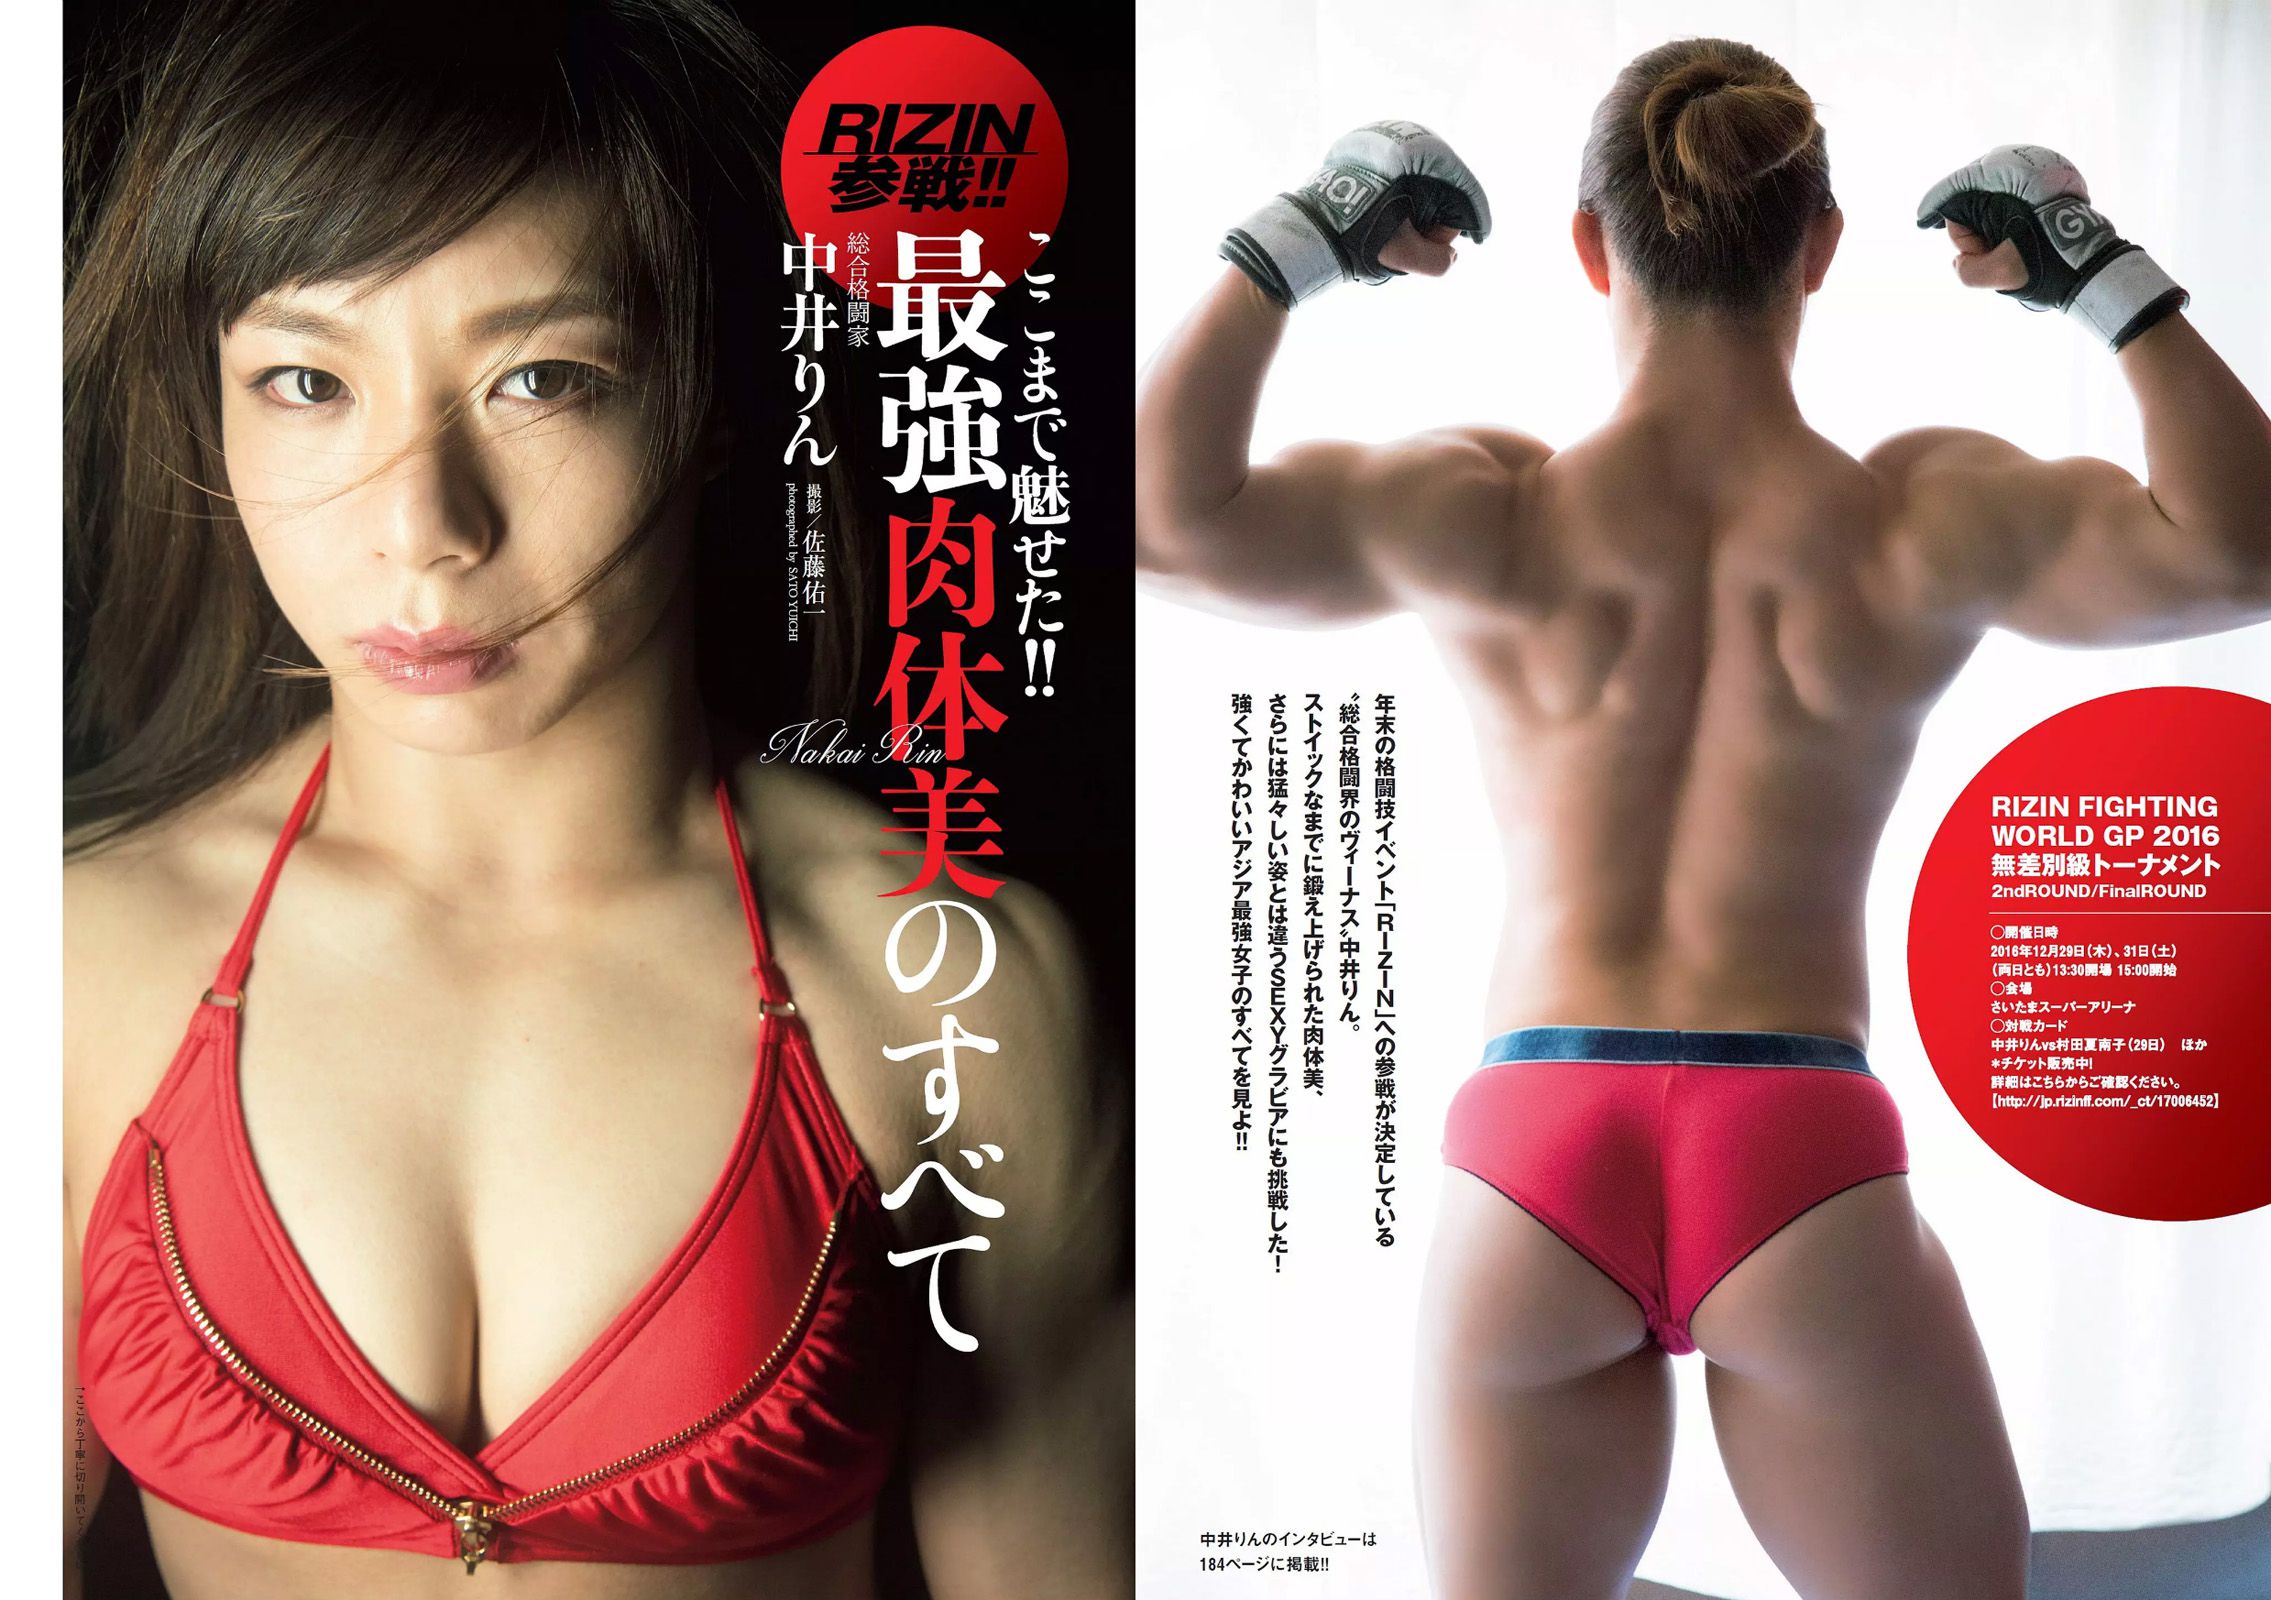 RIZIN
参戦!!
ここまで魅せた!!
最強肉体美のすべて
総合格闘家
中井りん
撮影／佐藤佑一
photographed by SATO YUICHI
Nakai Rin
年末の格闘技イベント「RIZIN」への参戦が決定している
“総合格闘界のヴィーナス”中井りん。
ストイックなまでに鍛え上げられた肉体美、
さらには猛々しい姿とは違うSEXYグラビアにも挑戦した！
強くてかわいいアジア最強女子のすべてを見よ!!
RIZIN FIGHTING
WORLD GP 2016
無差別級トーナメント
2ndROUND/FinalROUND
○開催日時
2016年12月29日（木）、31日（土）
（両日とも）13:30開場 15:00開始
○会場
さいたまスーパーアリーナ
○対戦カード
中井りんvs村田夏南子（29日） ほか
＊チケット販売中！
詳細はこちらからご確認ください。
【http://jp.rizinff.com/_ct/17006452】
中井りんのインタビューは
184ページに掲載!!
ここから丁寧に切り開いて